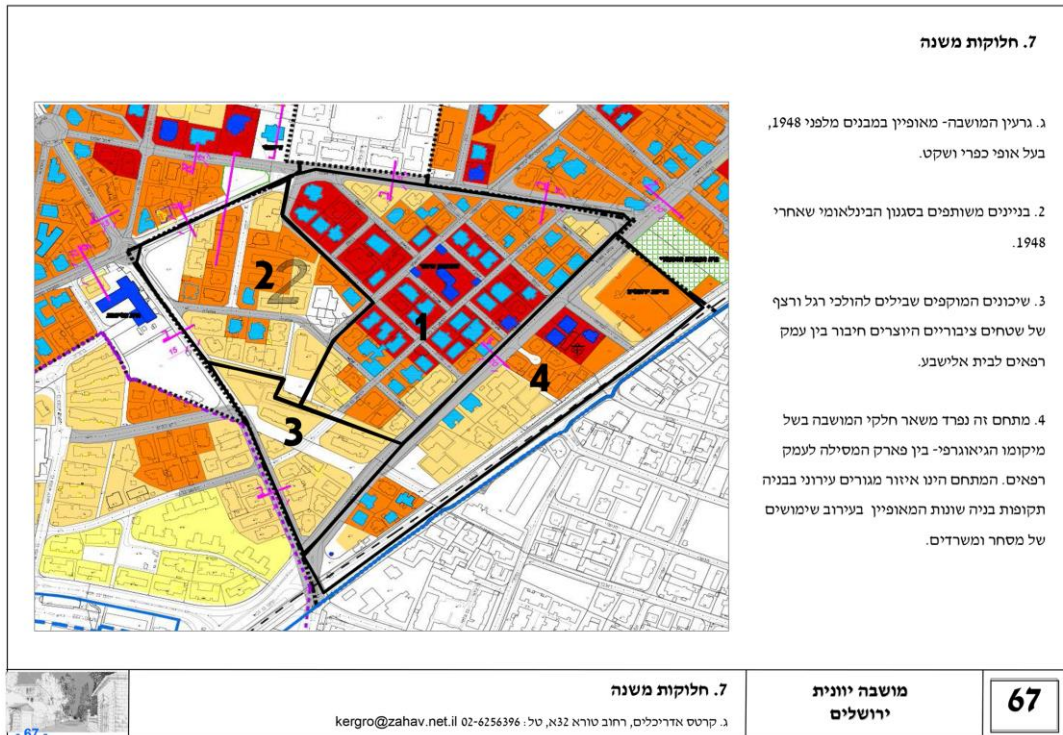 7. חלוקות משנה
ג. גרעין המושבה- מאופיין במבנים מלפני 1948,
בעל אופי כפרי ושקט.
2. בניינים משותפים בסגנון הבינלאומי שאחרי
1948.
3. שיכונים המוקפים שבילים להולכי רגל ורצף
של שטחים ציבוריים היוצרים חיבור בין עמק
רפאים לבית אלישבע.
4. מתחם זה נפרד משאר חלקי המושבה בשל
מיקומו הגיאוגרפי- בין פארק המסילה לעמק
רפאים. המתחם הינו איזור מגורים עירוני בבניה
תקופות בניה שונות המאופיין בעירוב שימושים
של מסחר ומשרדים.
2
2
1
4
3
15
7. חלוקות משנה
ג. קרטס אדריכלים, רחוב טורא 32א, טל: 02-6256396 kergro@zahav.net.il
מושבה יוונית
ירושלים
67
- 67 -